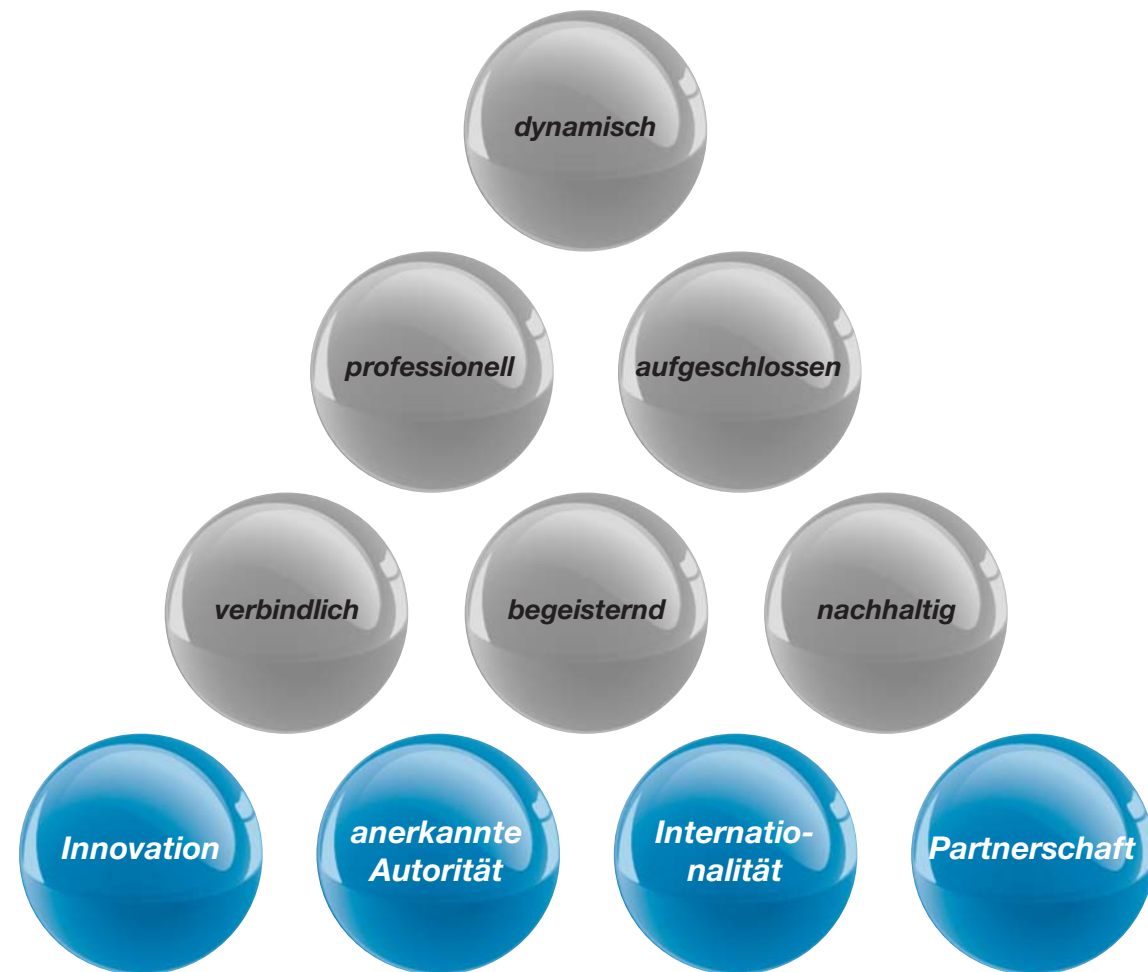 dynamisch
professionell
aufgeschlossen
verbindlich
begeisternd
nachhaltig
Innovation
anerkannte
Autorität
Internatio-
nalität
Partnerschaft